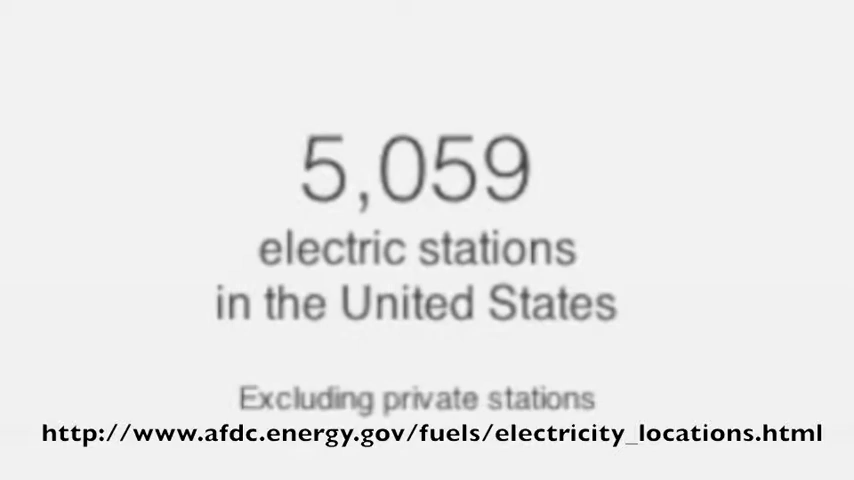 5,059
electric stations
in the United States
Excluding private stations
http://www.afdc.energy.gov/fuels/electricity_locations.html